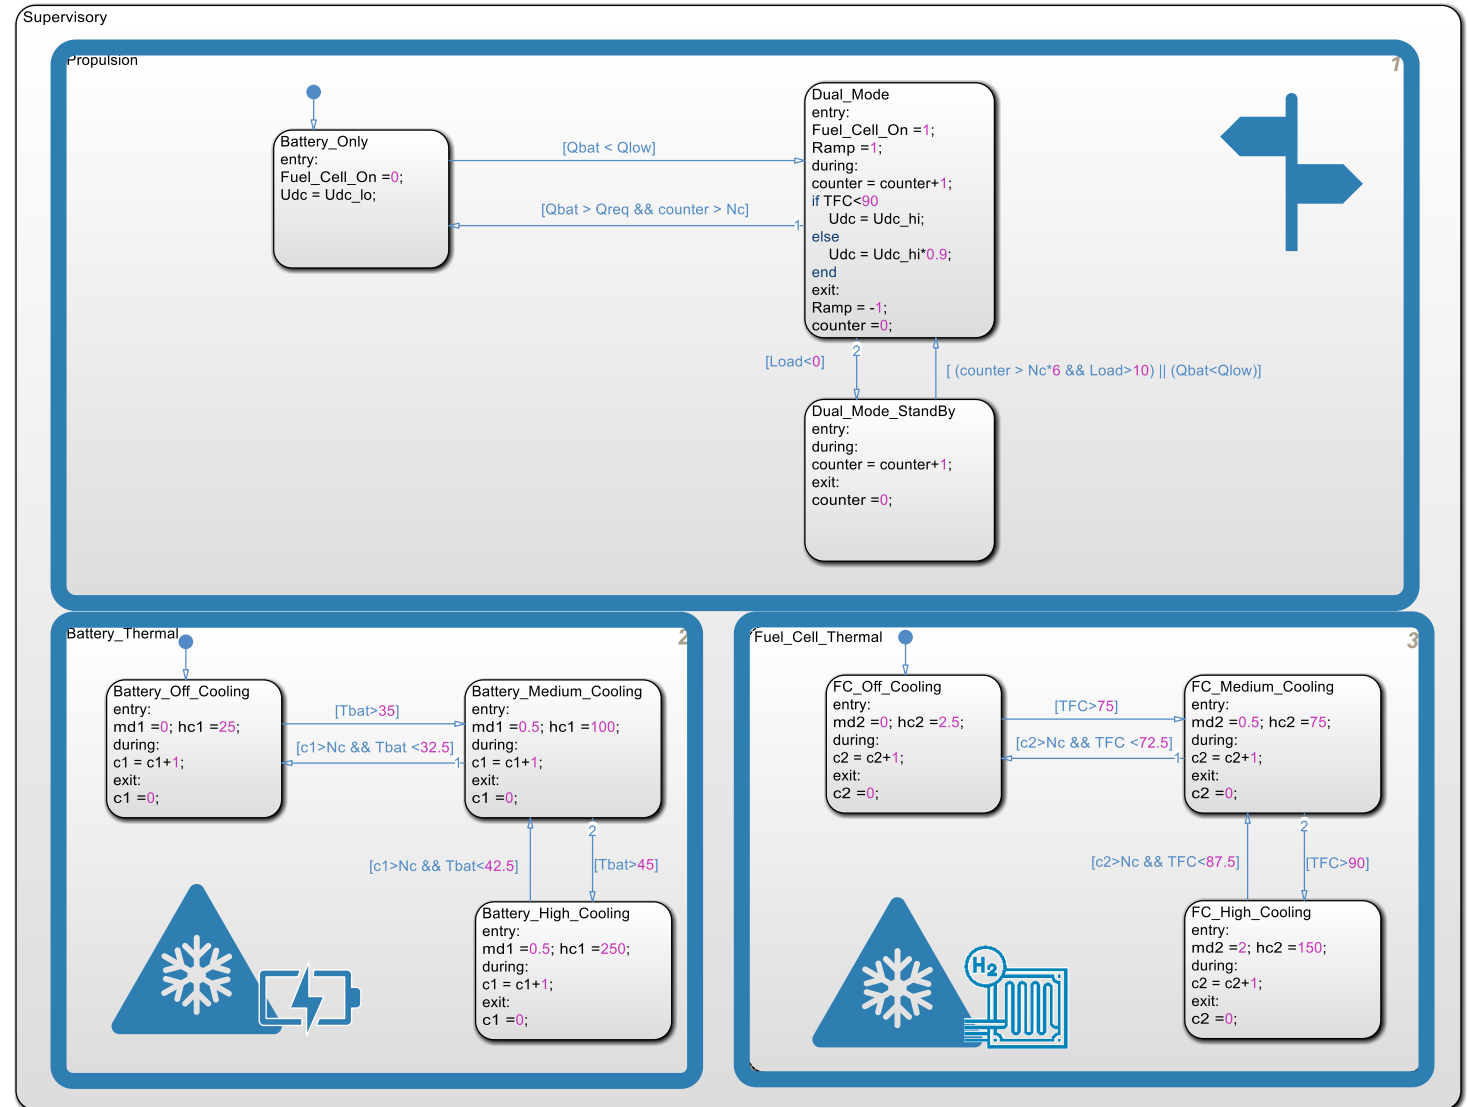 Supervisory
Propulsion
1
Battery_Only
entry:
Fuel_Cell_On =0;
Udc = Udc_lo;
[Qbat < Qlow]
[Qbat > Qreq && counter > Nc]
1
Dual_Mode
entry:
Fuel_Cell_On =1;
Ramp =1;
during:
counter = counter+1;
if TFC<90
Udc = Udc_hi;
else
Udc = Udc_hi*0.9;
end
exit:
Ramp = -1;
counter =0;
2
[Load<0]
[ (counter > Nc*6 && Load>10) || (Qbat<Qlow)]
Dual_Mode_StandBy
entry:
during:
counter = counter+1;
exit:
counter =0;
Battery_Thermal
2
Battery_Off_Cooling
entry:
md1 =0; hc1 =25;
during:
c1 = c1+1;
exit:
c1 =0;
[Tbat>35]
[c1>Nc && Tbat <32.5]
1
Battery_Medium_Cooling
entry:
md1 =0.5; hc1 =100;
during:
c1 = c1+1;
exit:
c1 =0;
2
[c1>Nc && Tbat<42.5]
[Tbat>45]
Battery_High_Cooling
entry:
md1 =0.5; hc1 =250;
during:
c1 = c1+1;
exit:
c1 =0;
Fuel_Cell_Thermal
3
FC_Off_Cooling
entry:
md2 =0; hc2 =2.5;
during:
c2 = c2+1;
exit:
c2 =0;
[TFC>75]
[c2>Nc && TFC <72.5]
1
FC_Medium_Cooling
entry:
md2 =0.5; hc2 =75;
during:
c2 = c2+1;
exit:
c2 =0;
2
[c2>Nc && TFC<87.5]
[TFC>90]
FC_High_Cooling
entry:
md2 =2; hc2 =150;
during:
c2 = c2+1;
exit:
c2 =0;
H2